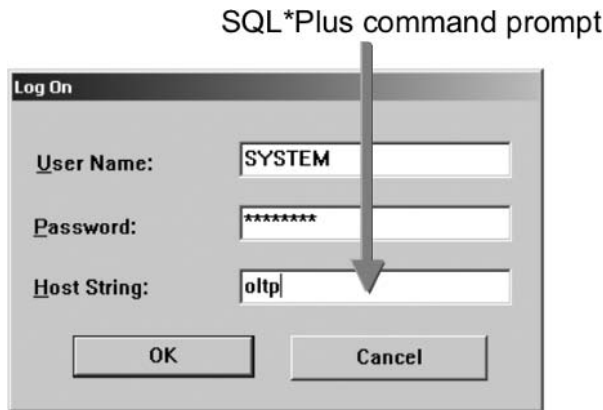 SQL*Plus command prompt
Log On
User Name: SYSTEM
Password: ********
Host String: oltp
OK Cancel